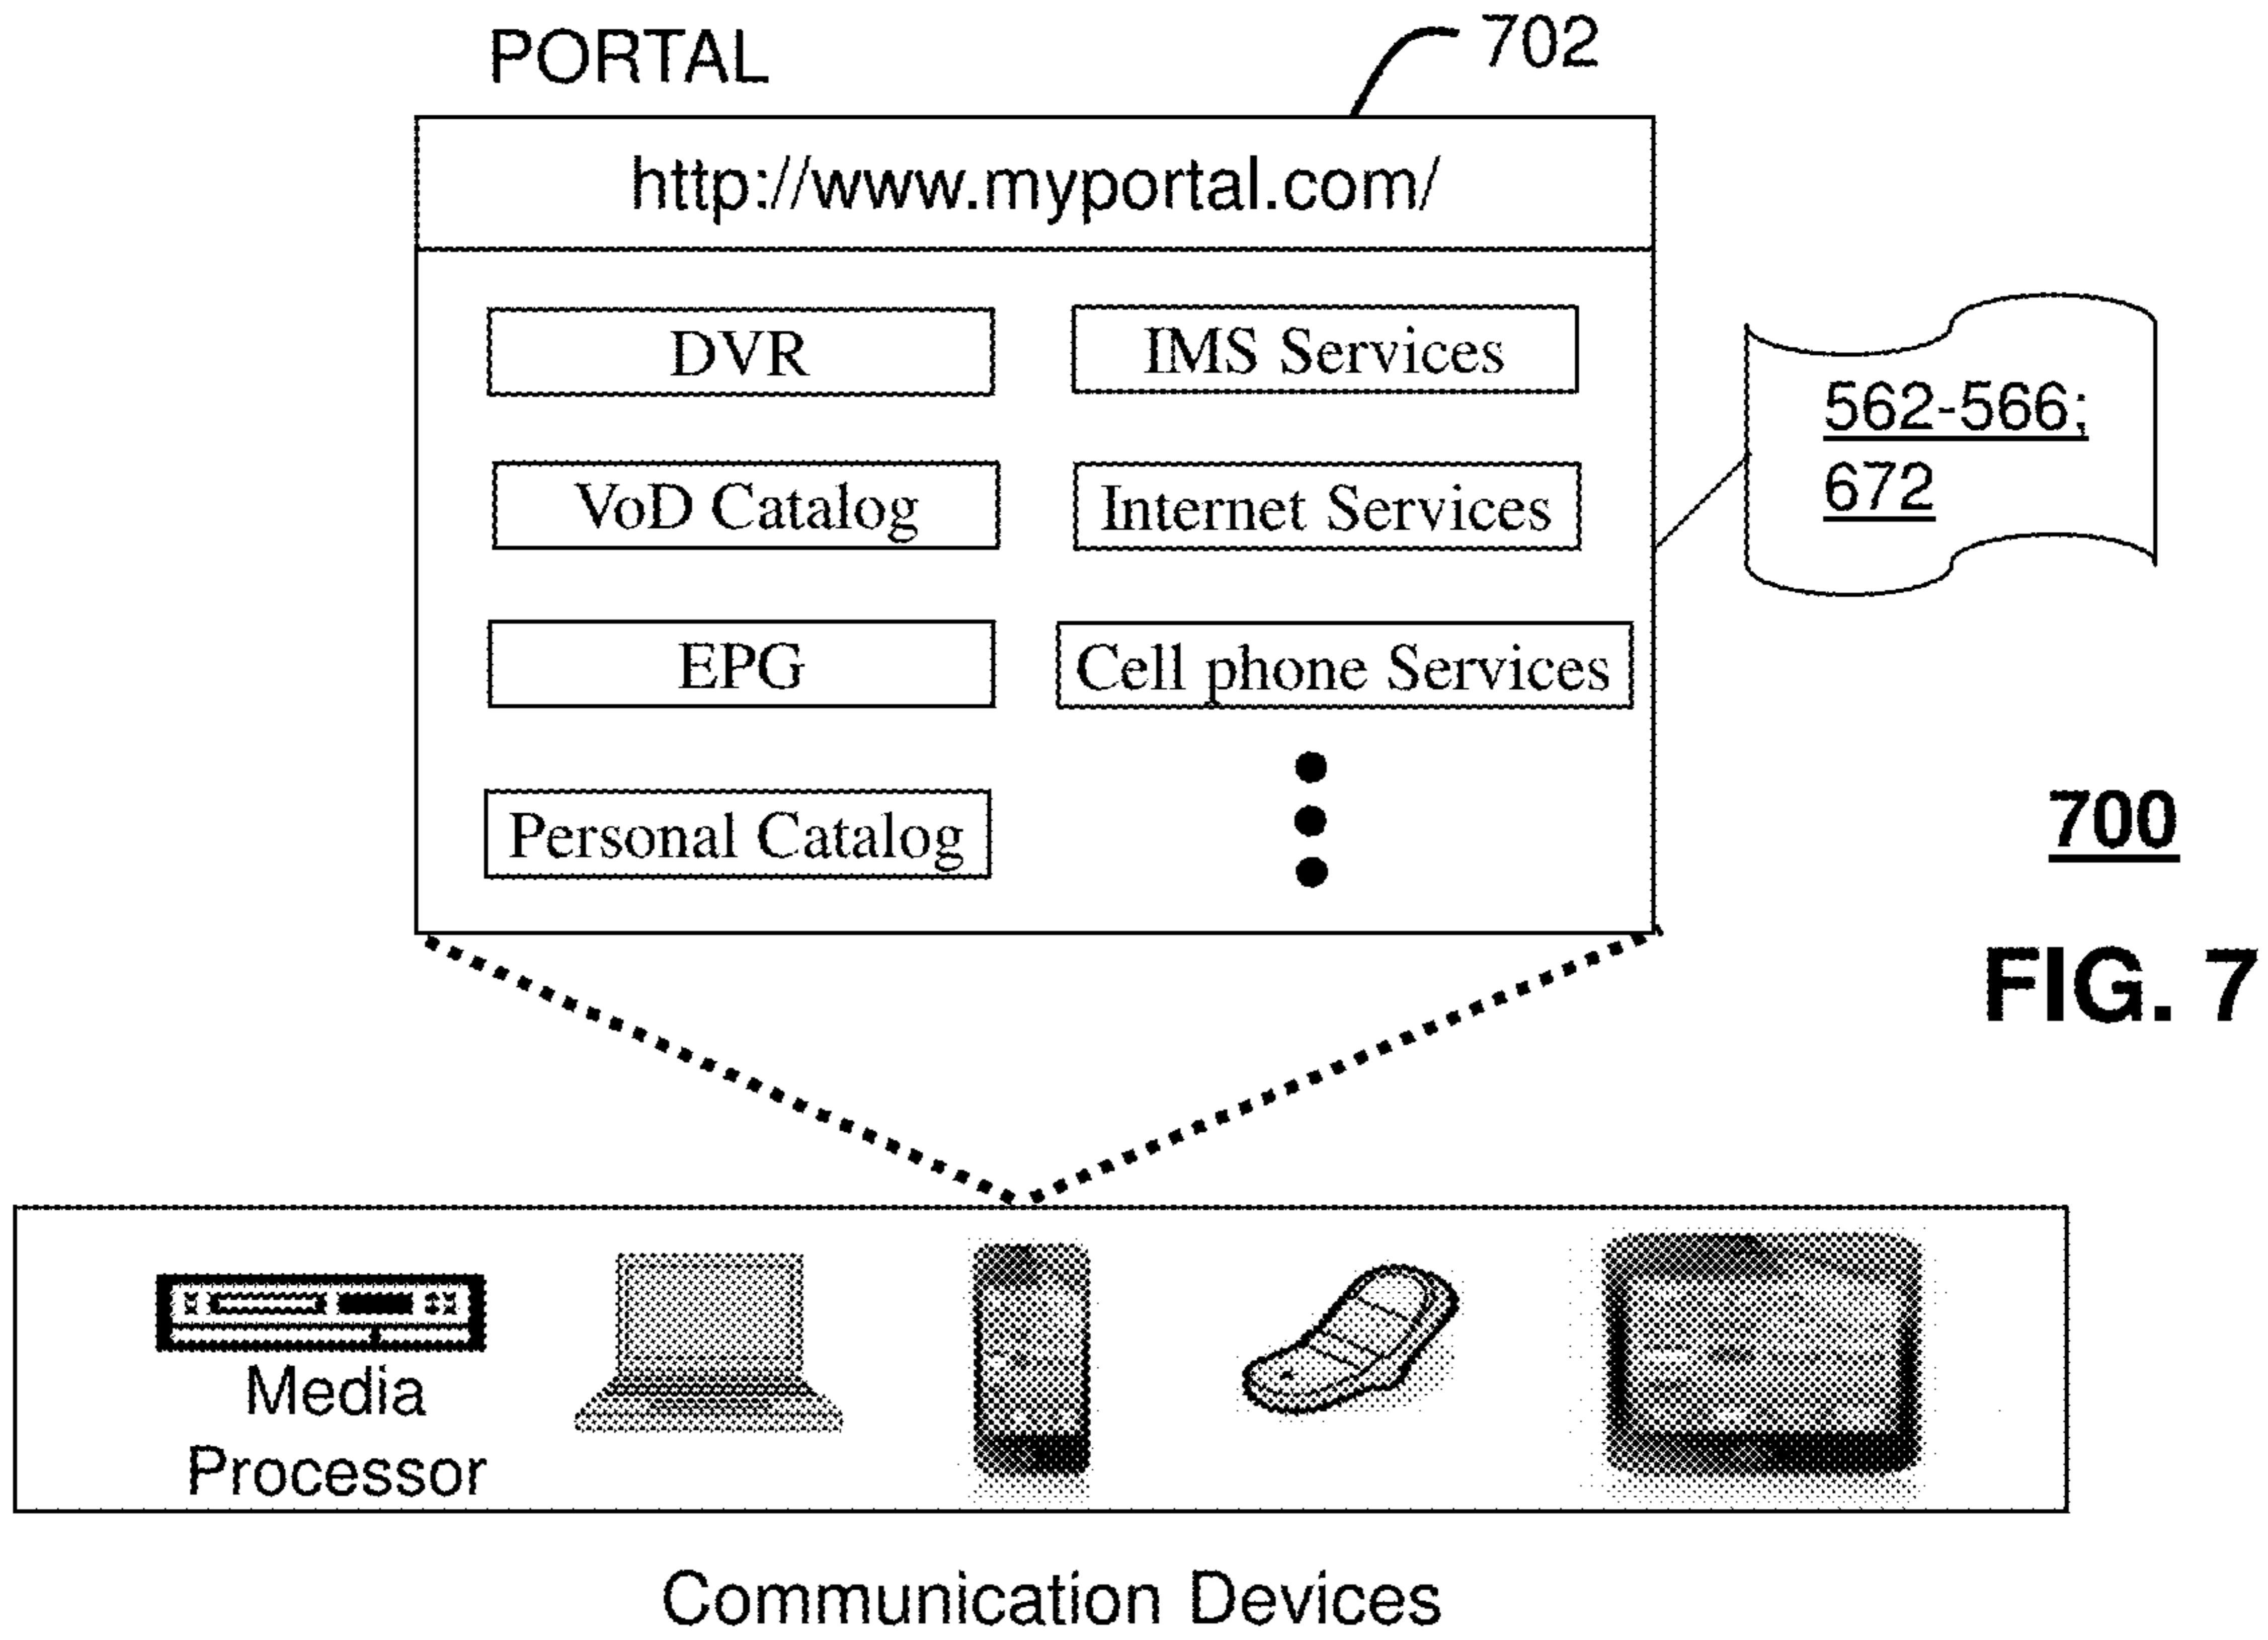 PORTAL
702
http://www.myportal.com/
DVR
IMS Services
VoD Catalog
Internet Services
EPG
Cell phone Services
Personal Catalog
562-566;
672
700
FIG. 7
Media
Processor
Communication Devices